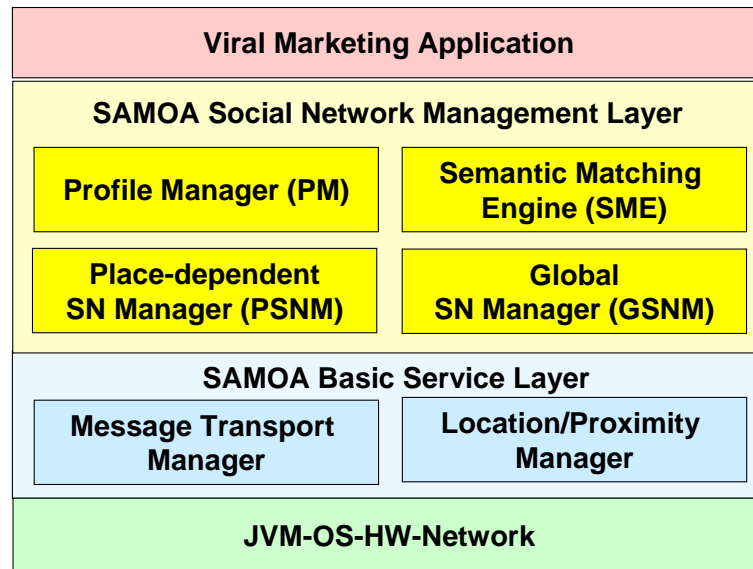 Viral Marketing Application
SAMOA Social Network Management Layer
Profile Manager (PM)
Semantic Matching
Engine (SME)
Place-dependent
SN Manager (PSNM)
Global
SN Manager (GSNM)
SAMOA Basic Service Layer
Message Transport
Manager
Location/Proximity
Manager
JVM-OS-HW-Network